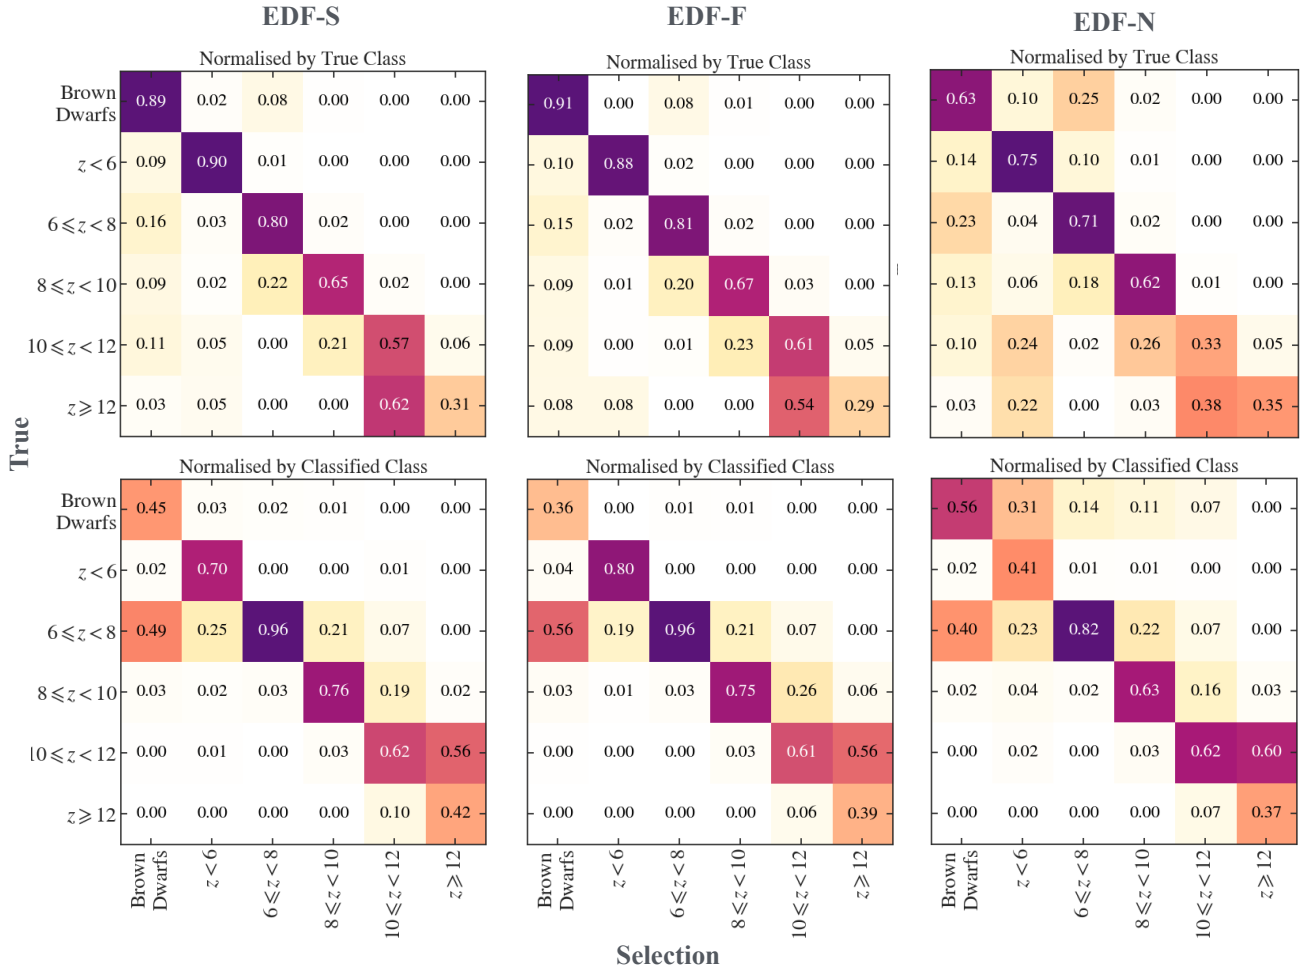 EDF-S EDF-F EDF-N
Normalised by True Class Normalised by True Class Normalised by True Class
Brown Dwarfs 0.89 0.02 0.08 0.00 0.00 0.00 0.91 0.00 0.08 0.01 0.00 0.00 0.63 0.10 0.25 0.02 0.00 0.00
z < 6 0.09 0.90 0.01 0.00 0.00 0.00 0.10 0.88 0.02 0.00 0.00 0.00 0.14 0.75 0.10 0.01 0.00 0.00
6 ⩽ z < 8 0.16 0.03 0.80 0.02 0.00 0.00 0.15 0.02 0.81 0.02 0.00 0.00 0.23 0.04 0.71 0.02 0.00 0.00
8 ⩽ z < 10 0.09 0.02 0.22 0.65 0.02 0.00 0.09 0.01 0.20 0.67 0.03 0.00 0.13 0.06 0.18 0.62 0.01 0.00
10 ⩽ z < 12 0.11 0.05 0.00 0.21 0.57 0.06 0.09 0.00 0.01 0.23 0.61 0.05 0.10 0.24 0.02 0.26 0.33 0.05
z ⩾ 12 0.03 0.05 0.00 0.00 0.62 0.31 0.08 0.08 0.00 0.00 0.54 0.29 0.03 0.22 0.00 0.03 0.38 0.35
True
Normalised by Classified Class Normalised by Classified Class Normalised by Classified Class
Brown Dwarfs 0.45 0.03 0.02 0.01 0.00 0.00 0.36 0.00 0.01 0.01 0.00 0.00 0.56 0.31 0.14 0.11 0.07 0.00
z < 6 0.02 0.70 0.00 0.00 0.01 0.00 0.04 0.80 0.00 0.00 0.00 0.00 0.02 0.41 0.01 0.01 0.00 0.00
6 ⩽ z < 8 0.49 0.25 0.96 0.21 0.07 0.00 0.56 0.19 0.96 0.21 0.07 0.00 0.40 0.23 0.82 0.22 0.07 0.00
8 ⩽ z < 10 0.03 0.02 0.03 0.76 0.19 0.02 0.03 0.01 0.03 0.75 0.26 0.06 0.02 0.04 0.02 0.63 0.16 0.03
10 ⩽ z < 12 0.00 0.01 0.00 0.03 0.62 0.56 0.00 0.00 0.00 0.03 0.61 0.56 0.00 0.02 0.00 0.03 0.62 0.60
z ⩾ 12 0.00 0.00 0.00 0.00 0.10 0.42 0.00 0.00 0.00 0.00 0.06 0.39 0.00 0.00 0.00 0.00 0.07 0.37
Brown Dwarfs z < 6 6 ⩽ z < 8 8 ⩽ z < 10 10 ⩽ z < 12 z ⩾ 12 Brown Dwarfs z < 6 6 ⩽ z < 8 8 ⩽ z < 10 10 ⩽ z < 12 z ⩾ 12 Brown Dwarfs z < 6 6 ⩽ z < 8 8 ⩽ z < 10 10 ⩽ z < 12 z ⩾ 12
Selection